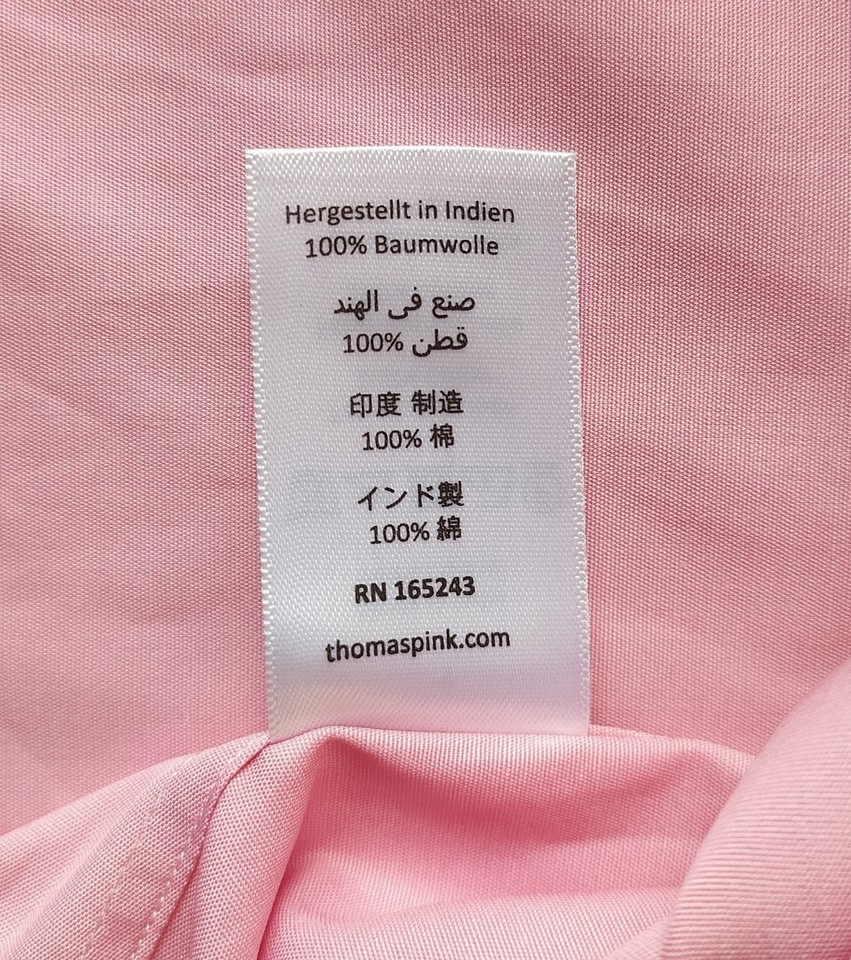 Hergestellt in Indien
100% Baumwolle
صنع فى الهند
100% قطن
印度 制造
100% 棉
インド製
100% 綿
RN 165243
thomaspink.com